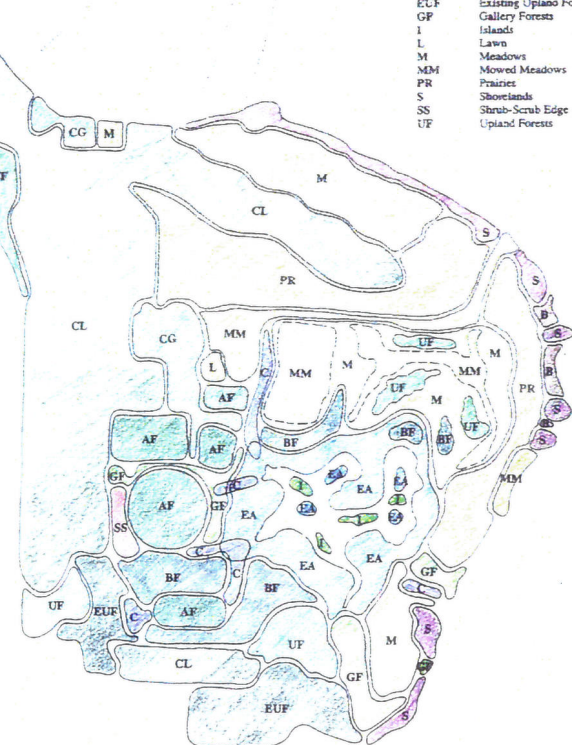 EUF Existing Upland Fo
GF Gallery Forests
I Islands
L Lawn
M Meadows
MM Mowed Meadows
PR Prairies
S Shorelands
SS Shrub-Scrub Edge
UF Upland Forests
CG M
F
M
CL
S
PR
S
CL
CG
MM
B
S
UF
M
MM
M
MM
L
C
B
PR
UF
AF
M
S
BF
UF
BF
BF
AF
AF
S
EA
EA
EA
MM
GF
C
I
I
AF
GF
EA
EA
EA
SS
I
I
C
EA
EA
C
GF
BF
BF
C
UF
EUF
C
AF
S
UF
M
CL
GF
EUF
S